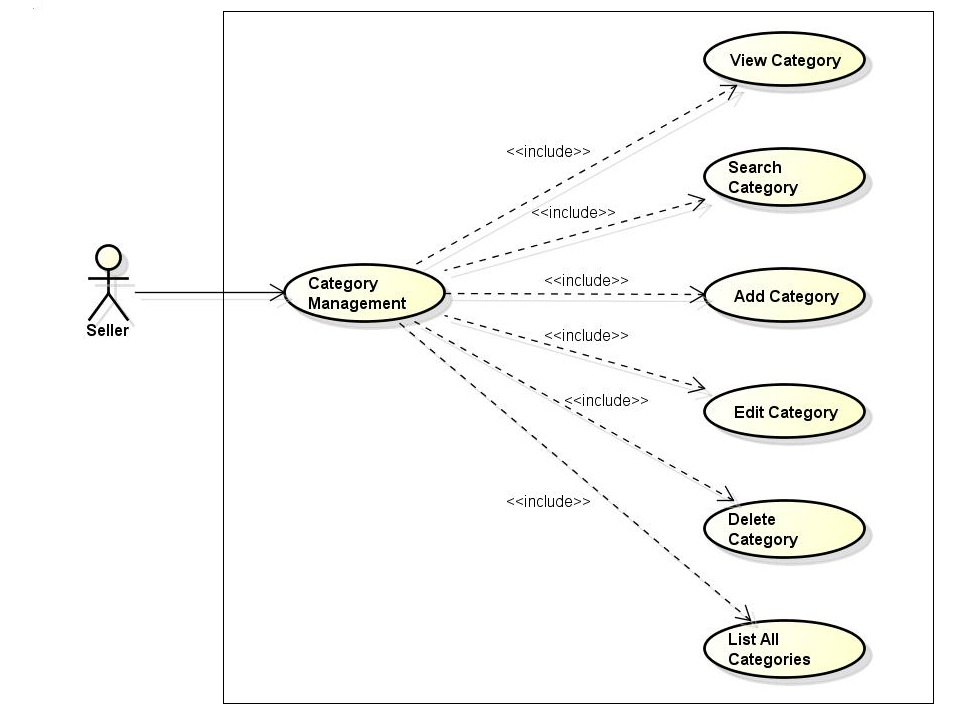 View Category
<<include>>
Search
Category
<<include>>
Seller
Category
Management
<<include>>
Add Category
<<include>>
Edit Category
<<include>>
Delete
Category
<<include>>
List All
Categories